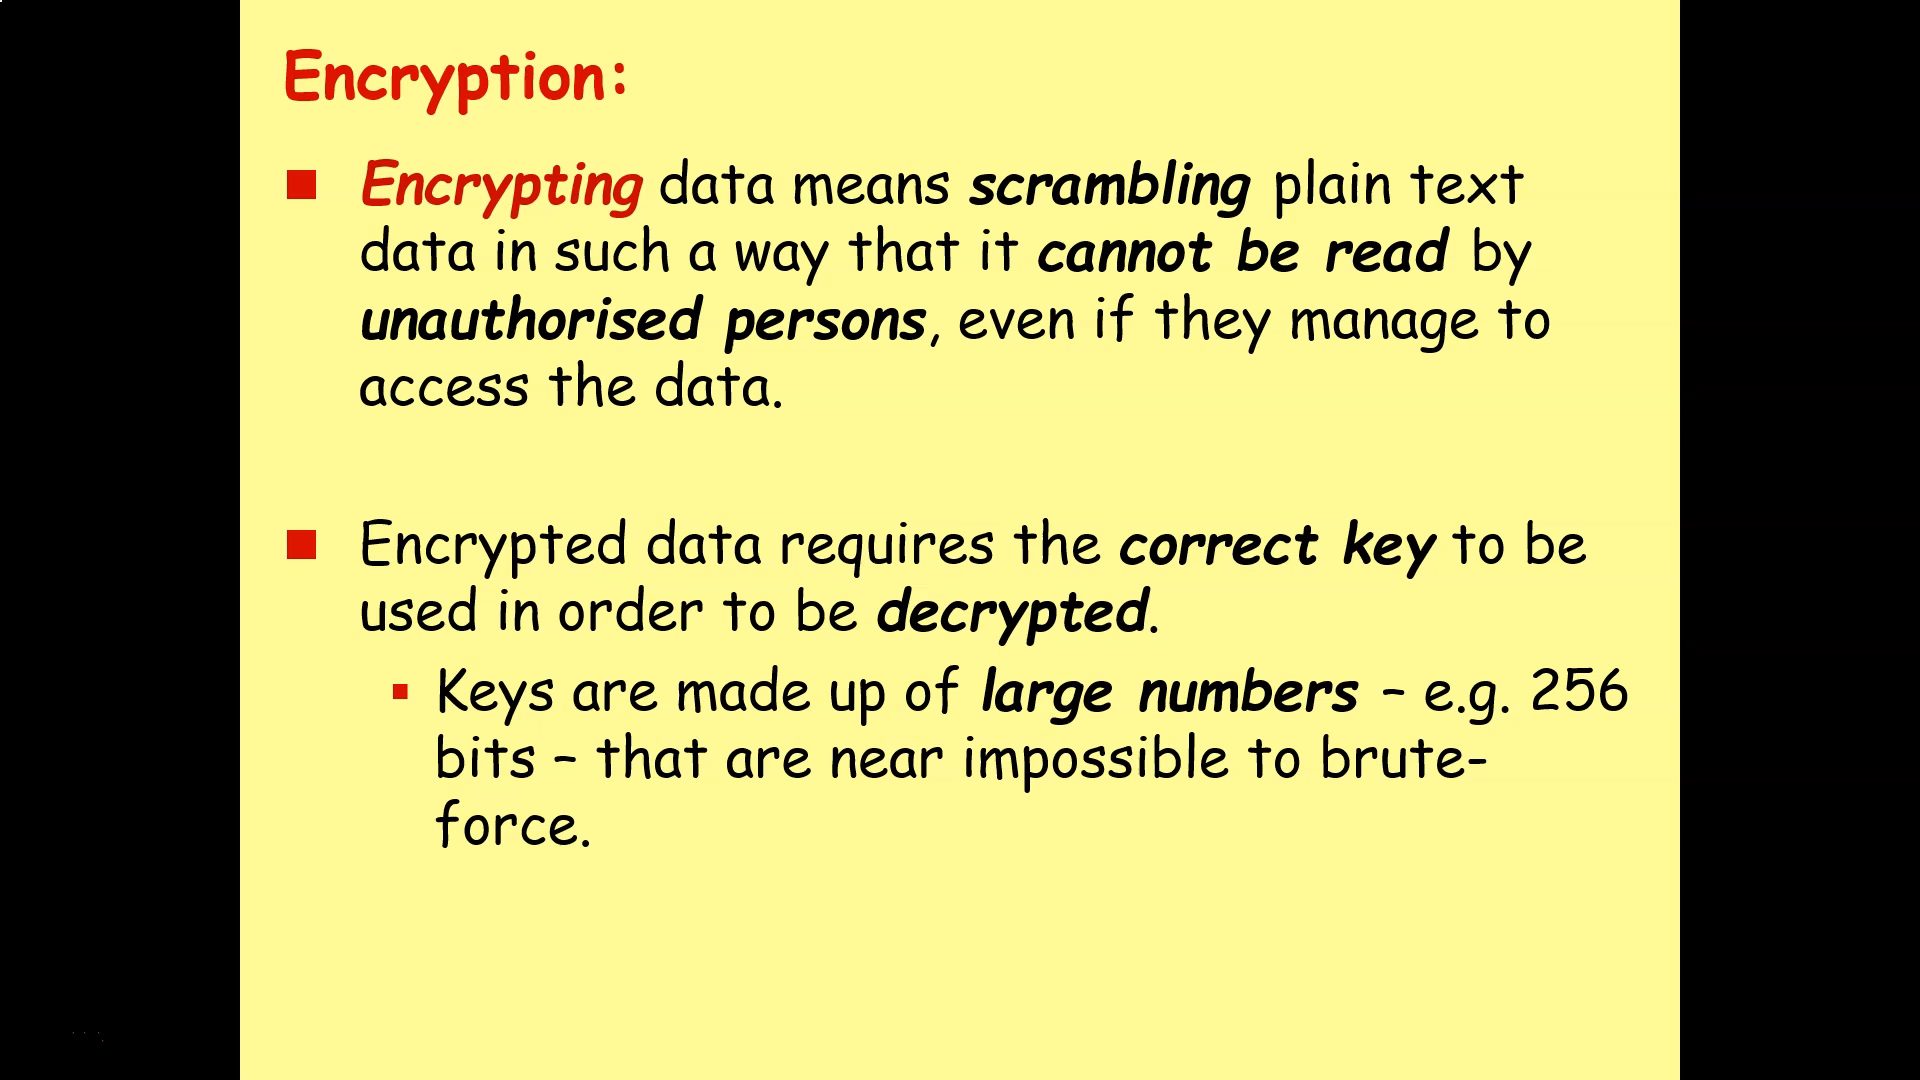 Encryption:
Encrypting data means scrambling plain text
data in such a way that it cannot be read by
unauthorised persons, even if they manage to
access the data.
Encrypted data requires the correct key to be
used in order to be decrypted.
Keys are made up of large numbers – e.g. 256
bits – that are near impossible to brute-
force.